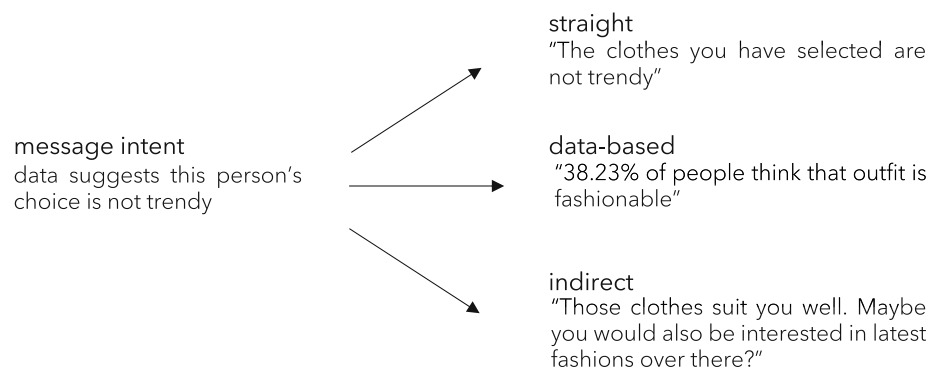 message intent
data suggests this person's
choice is not trendy
straight
"The clothes you have selected are
not trendy"
data-based
"38.23% of people think that outfit is
fashionable"
indirect
"Those clothes suit you well. Maybe
you would also be interested in latest
fashions over there?"